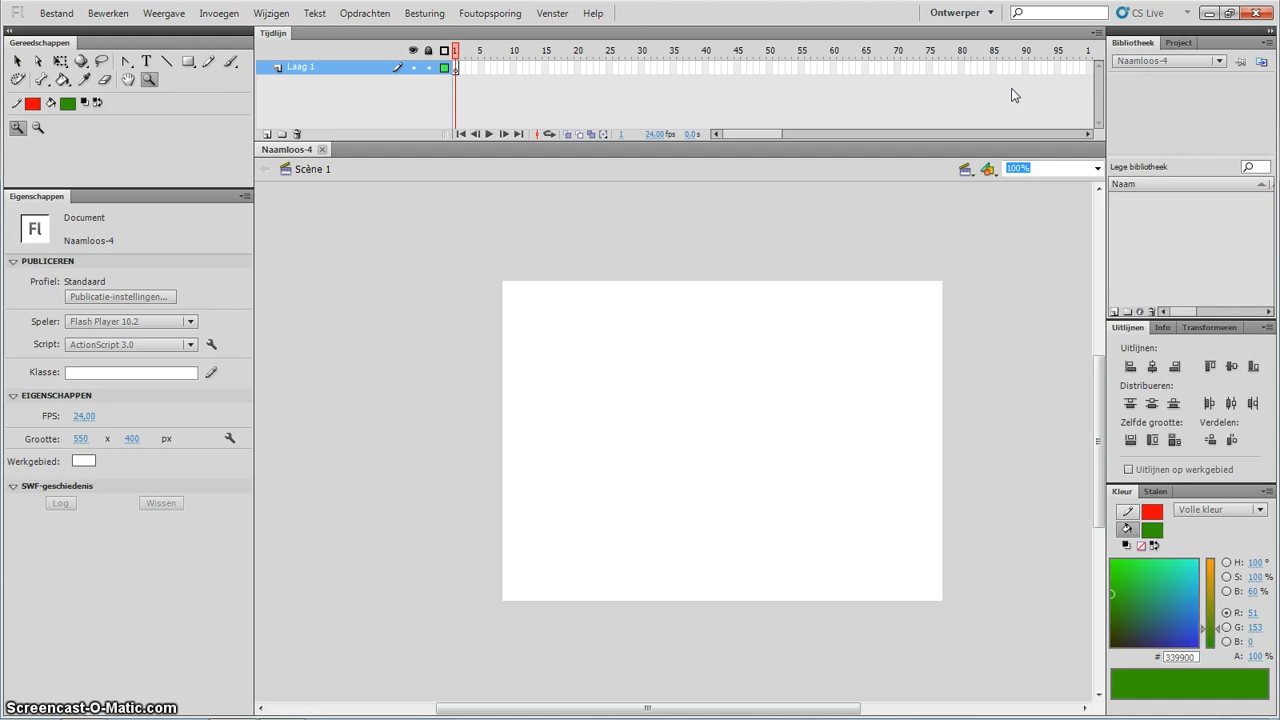 Fl Bestand Bewerken Weergave Invoegen Wijzigen Tekst Opdrachten Besturing Foutopsporing Venster Help Ontwerper CS Live
Gereedschappen
Tijdlijn
1 5 10 15 20 25 30 35 40 45 50 55 60 65 70 75 80 85 90 95 1
Laag 1
1 24,00 fps 0,0 s
Naamloos-4
Scène 1
100%
Eigenschappen
Fl
Document
Naamloos-4
PUBLICEREN
Profiel: Standaard
Publicatie-instellingen...
Speler: Flash Player 10.2
Script: ActionScript 3.0
Klasse:
EIGENSCHAPPEN
FPS: 24,00
Grootte: 550 x 400 px
Werkgebied:
SWF-geschiedenis
Log Wissen
Bibliotheek Project
Naamloos-4
Lege bibliotheek
Naam
Uitlijnen Info Transformeren
Uitlijnen:
Distribueren:
Zelfde grootte: Verdelen:
Uitlijnen op werkgebied
Kleur Stalen
Volle kleur
H: 100 °
S: 100 %
B: 60 %
R: 51
G: 153
B: 0
# 339900 A: 100 %
Screencast-O-Matic.com